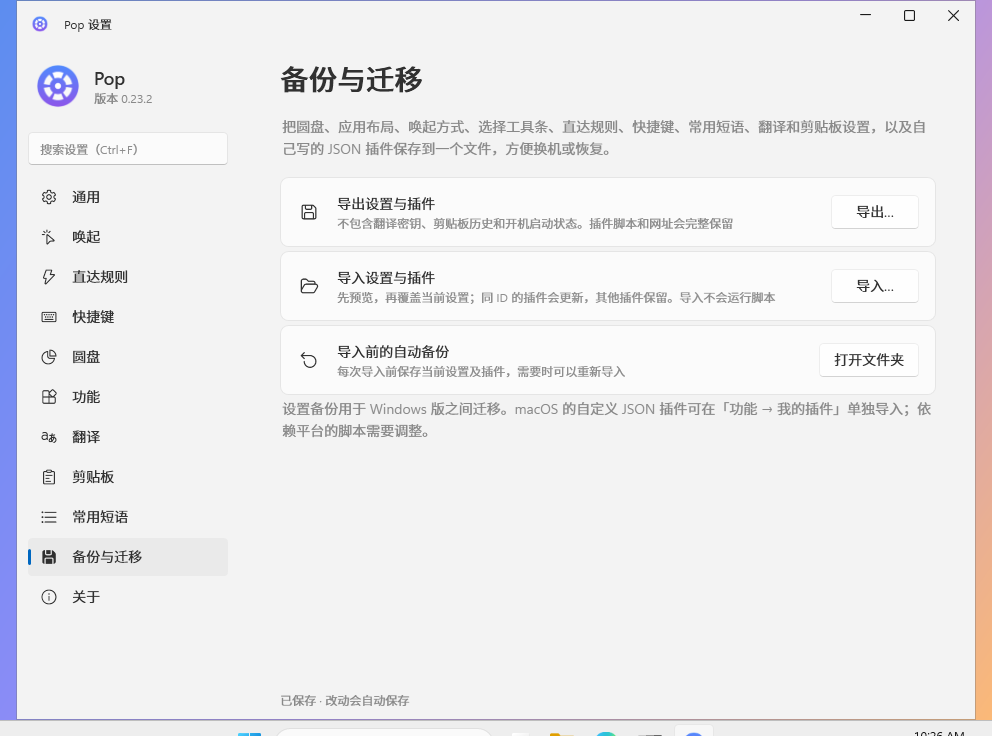 Pop 设置
Pop
版本 0.23.2
搜索设置（Ctrl+F）
通用
唤起
直达规则
快捷键
圆盘
功能
翻译
剪贴板
常用短语
备份与迁移
关于
备份与迁移
把圆盘、应用布局、唤起方式、选择工具条、直达规则、快捷键、常用短语、翻译和剪贴板设置，以及自
己写的 JSON 插件保存到一个文件，方便换机或恢复。
导出设置与插件
不包含翻译密钥、剪贴板历史和开机启动状态。插件脚本和网址会完整保留
导出...
导入设置与插件
先预览，再覆盖当前设置；同 ID 的插件会更新，其他插件保留。导入不会运行脚本
导入...
导入前的自动备份
每次导入前保存当前设置及插件，需要时可以重新导入
打开文件夹
设置备份用于 Windows 版之间迁移。macOS 的自定义 JSON 插件可在「功能 → 我的插件」单独导入；依
赖平台的脚本需要调整。
已保存 · 改动会自动保存
10:26 AM